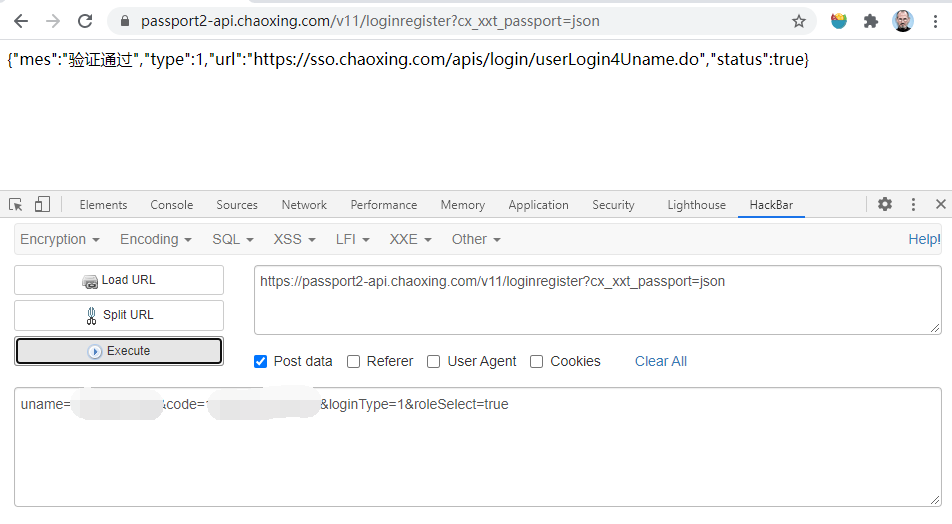 passport2-api.chaoxing.com/v11/loginregister?cx_xxt_passport=json
{"mes":"验证通过","type":1,"url":"https://sso.chaoxing.com/apis/login/userLogin4Uname.do","status":true}
Elements Console Sources Network Performance Memory Application Security Lighthouse HackBar
Encryption Encoding SQL XSS LFI XXE Other Help!
Load URL
https://passport2-api.chaoxing.com/v11/loginregister?cx_xxt_passport=json
Split URL
Execute
Post data Referer User Agent Cookies Clear All
uname= &code= &loginType=1&roleSelect=true